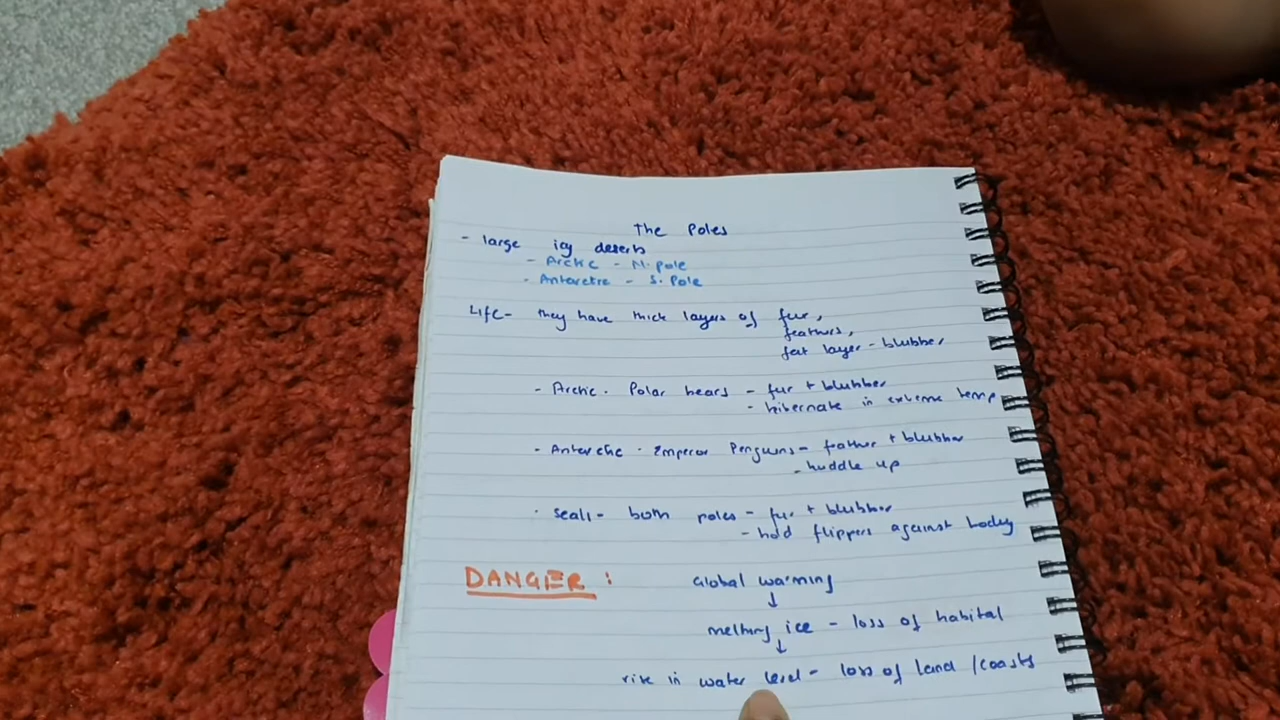 The Poles
- large icy deserts
- Arctic - N. pole
- Antarctic - S. Pole
Life - they have thick layers of fur,
feathers,
fat layer - blubber
- Arctic - Polar bears - fur + blubber
- hibernate in extreme temp
- Antarctic - Emperor Penguins - feather + blubber
- huddle up
- Seals - both poles - fur + blubber
- hold flippers against body
DANGER :
Global warming
↓
melting ice - loss of habitat
↓
rise in water level - loss of land / coasts